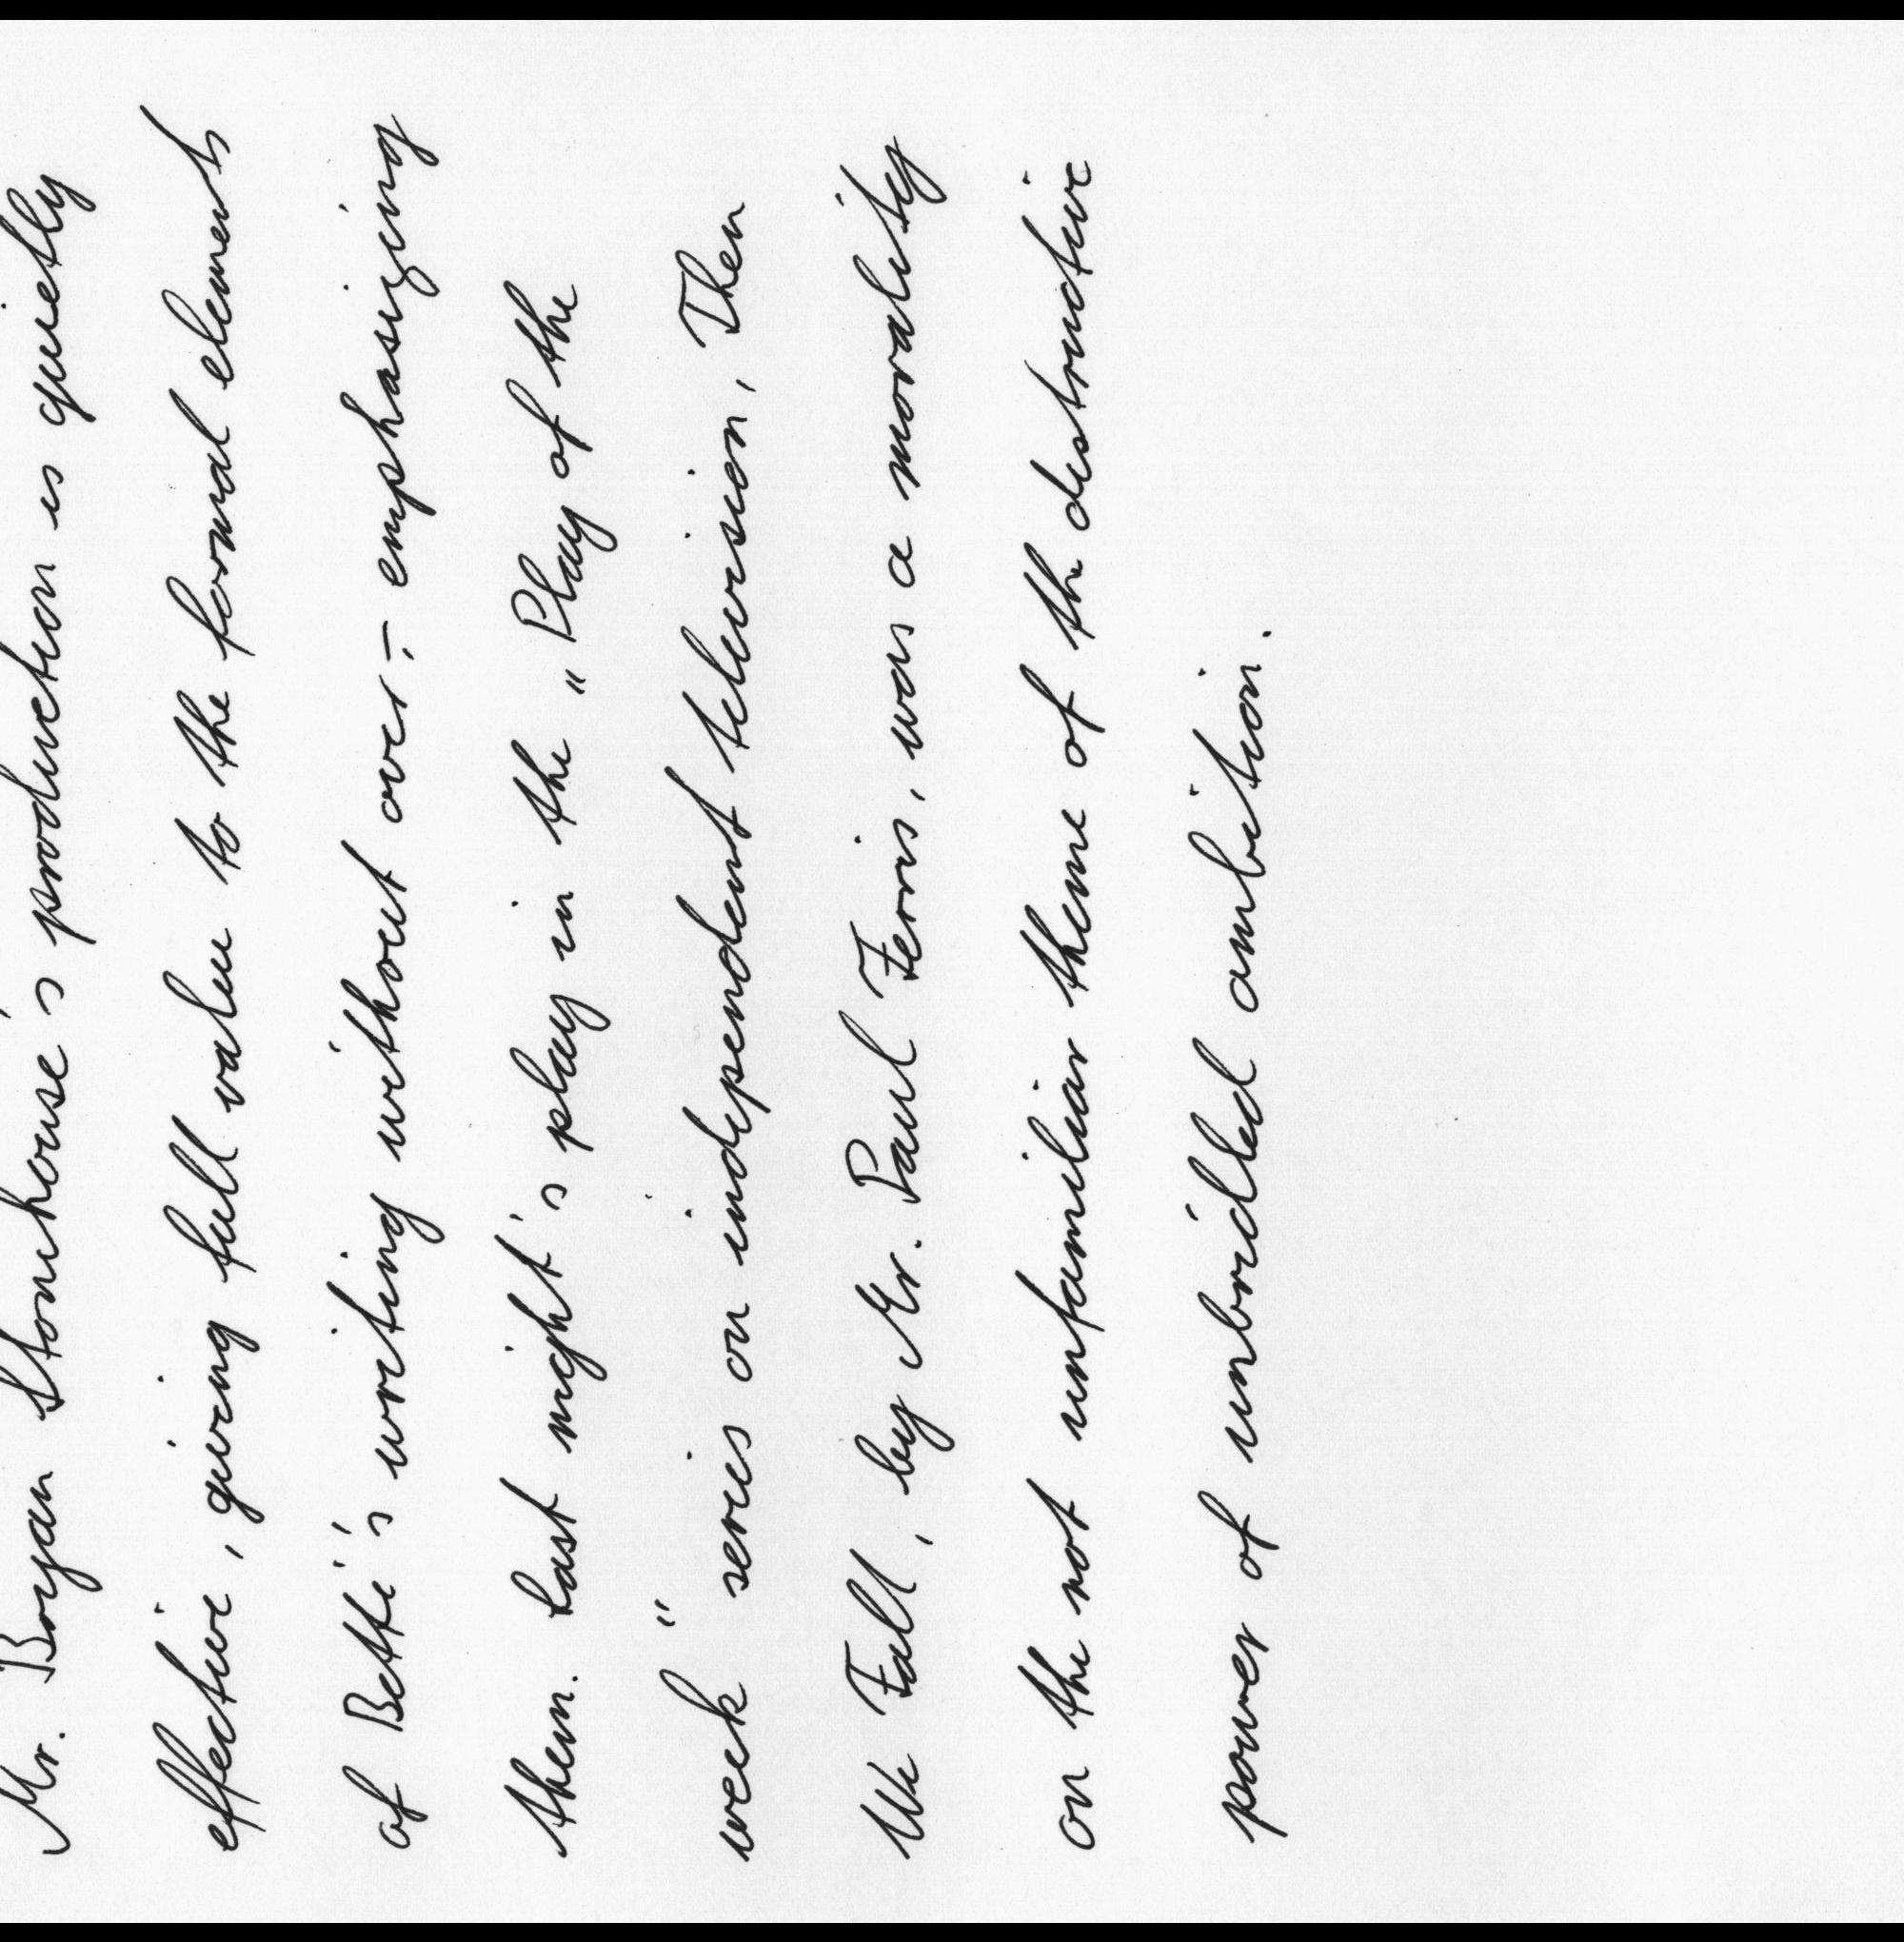 Mr. Bryan Stonehouse's production is quietly
effective, giving full value to the formal elements
of Betti's writing without over-emphasizing
them. Last night's play in the "Play of the
week" series on independent television, Then
We Fall, by Mr. Paul Ferris, was a morality
on the not unfamiliar theme of the destructive
power of unbridled ambition.